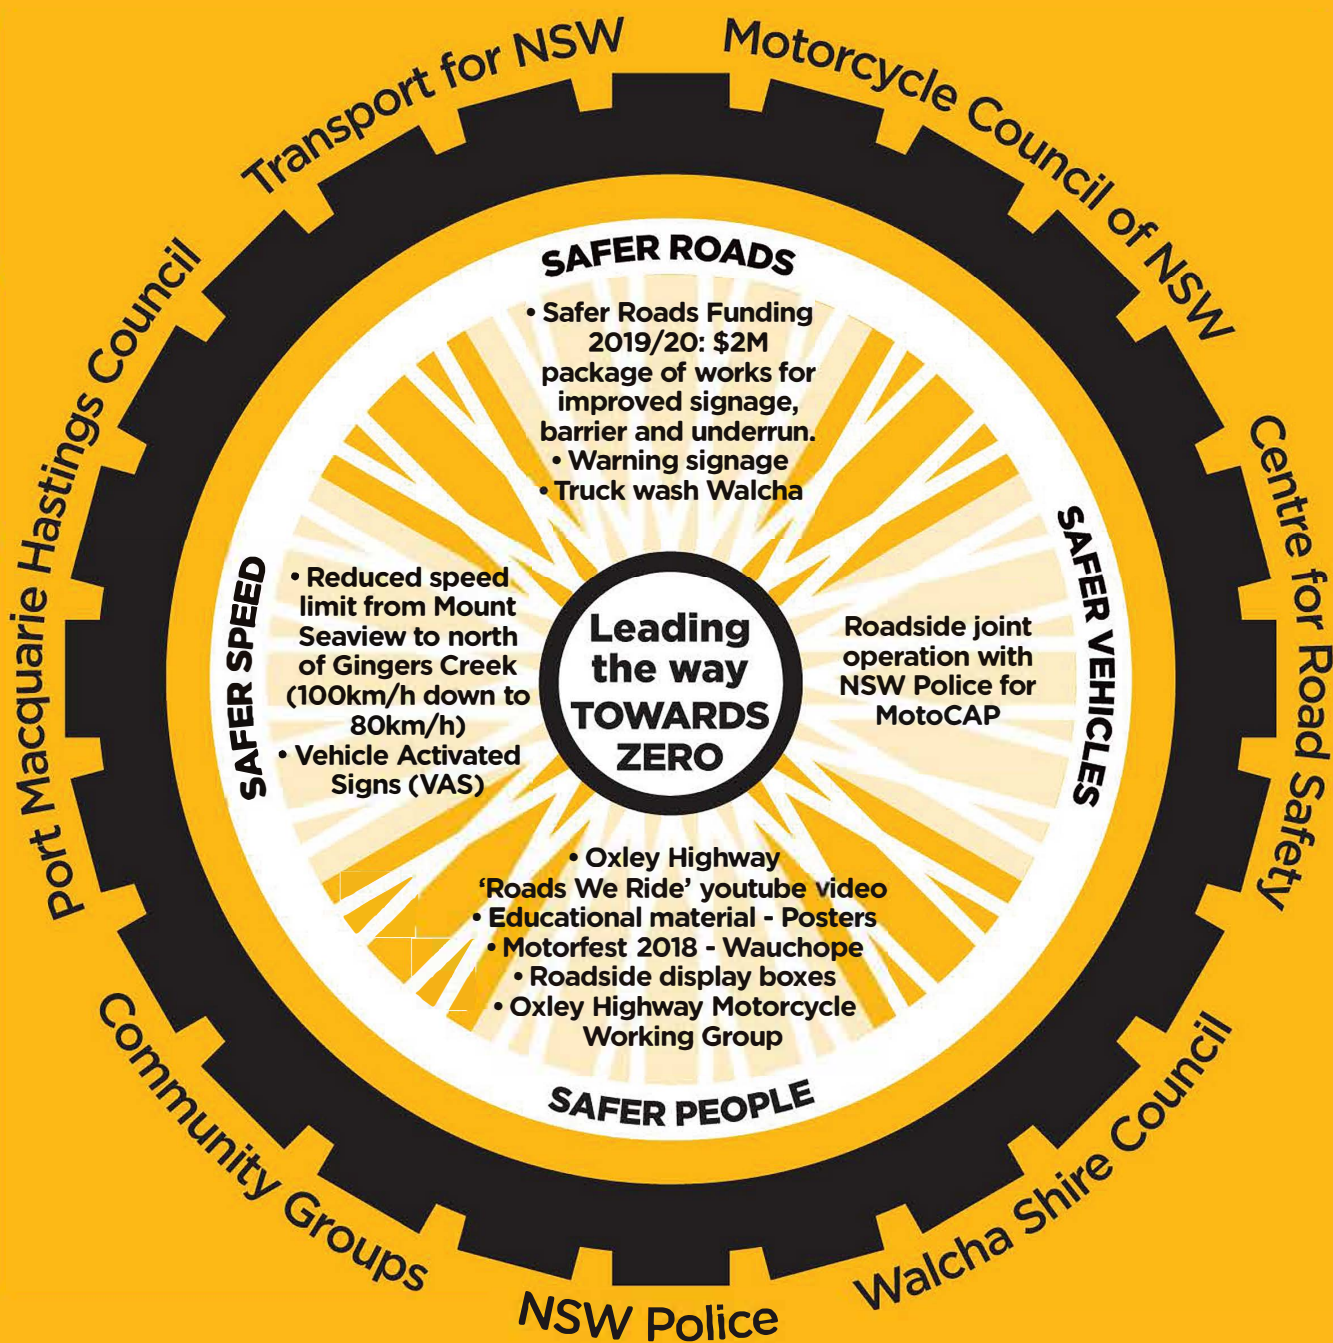 Transport for NSW
Motorcycle Council of NSW
Centre for Road Safety
Walcha Shire Council
NSW Police
Community Groups
Port Macquarie Hastings Council
SAFER ROADS
• Safer Roads Funding
2019/20: $2M
package of works for
improved signage,
barrier and underrun.
• Warning signage
• Truck wash Walcha
SAFER VEHICLES
Roadside joint
operation with
NSW Police for
MotoCAP
SAFER PEOPLE
• Oxley Highway
‘Roads We Ride’ youtube video
• Educational material - Posters
• Motorfest 2018 - Wauchope
• Roadside display boxes
• Oxley Highway Motorcycle
Working Group
SAFER SPEED
• Reduced speed
limit from Mount
Seaview to north
of Gingers Creek
(100km/h down to
80km/h)
• Vehicle Activated
Signs (VAS)
Leading
the way
TOWARDS
ZERO